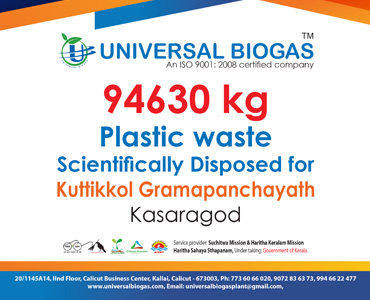 UNIVERSAL BIOGAS TM
An ISO 9001: 2008 certified company
94630 kg
Plastic waste
Scientifically Disposed for
Kuttikkol Gramapanchayath
Kasaragod
Service provider: Suchitwa Mission & Haritha Keralam Mission
Haritha Sahaya Sthapanam, Under taking: Government of Kerala
20/1145A14, IInd Floor, Calicut Business Center, Kallai, Calicut - 673003, Ph: 773 60 66 020, 9072 83 63 73, 994 66 22 477
www.universalbiogas.com, Email: universalbiogasplant@gmail.com,